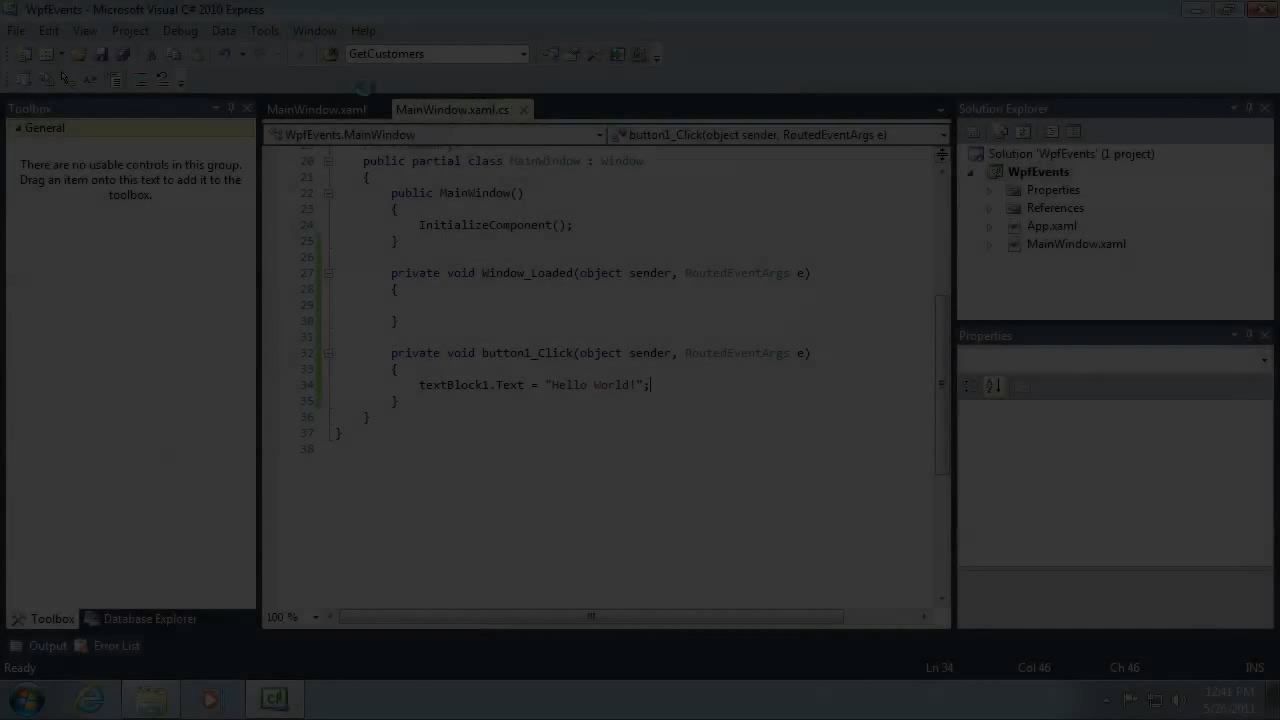 WpfEvents - Microsoft Visual C# 2010 Express
File Edit View Project Debug Data Tools Window Help
GetCustomers
Toolbox
General
There are no usable controls in this group.
Drag an item onto this text to add it to the
toolbox.
Toolbox Database Explorer
MainWindow.xaml MainWindow.xaml.cs
WpfEvents.MainWindow button1_Click(object sender, RoutedEventArgs e)
20 public partial class MainWindow : Window
21 {
22 public MainWindow()
23 {
24 InitializeComponent();
25 }
26
27 private void Window_Loaded(object sender, RoutedEventArgs e)
28 {
29
30 }
31
32 private void button1_Click(object sender, RoutedEventArgs e)
33 {
34 textBlock1.Text = "Hello World!";
35 }
36 }
37 }
38
100 %
Solution Explorer
Solution 'WpfEvents' (1 project)
WpfEvents
Properties
References
App.xaml
MainWindow.xaml
Properties
Output Error List
Ready Ln 34 Col 46 Ch 46 INS
12:41 PM
5/26/2011